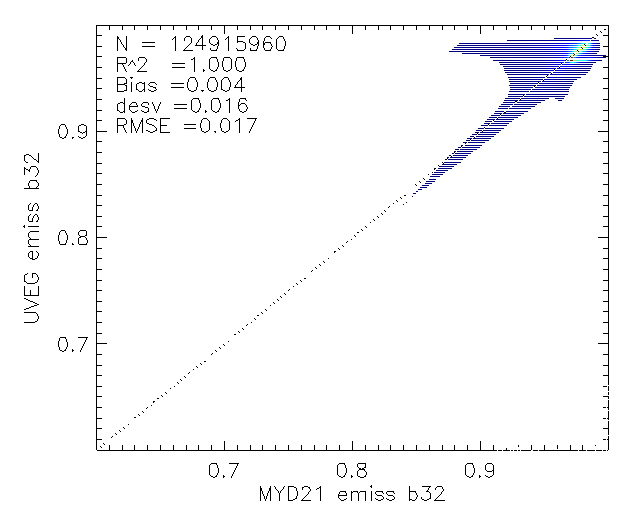 N = 124915960
R^2 =1.000
Bias =0.004
desv =0.016
RMSE =0.017
0.9
0.8
0.7
UVEG emiss b32
0.7 0.8 0.9
MYD21 emiss b32